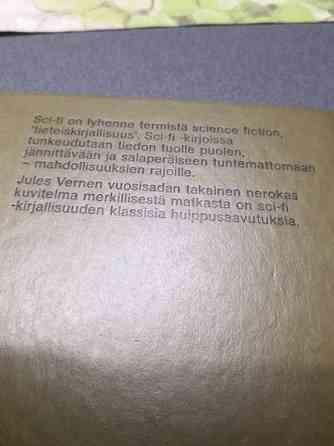 Sci-fi on lyhenne termistä science fiction,
'tieteiskirjallisuus'. Sci-fi -kirjoissa
tunkeudutaan tiedon tuolle puolen,
jännittävään ja salaperäiseen tuntemattomaan
– mahdollisuuksien rajoille.
Jules Vernen vuosisadan takainen nerokas
kuvitelma merkillisestä matkasta on sci-fi
-kirjallisuuden klassisia huippusaavutuksia.